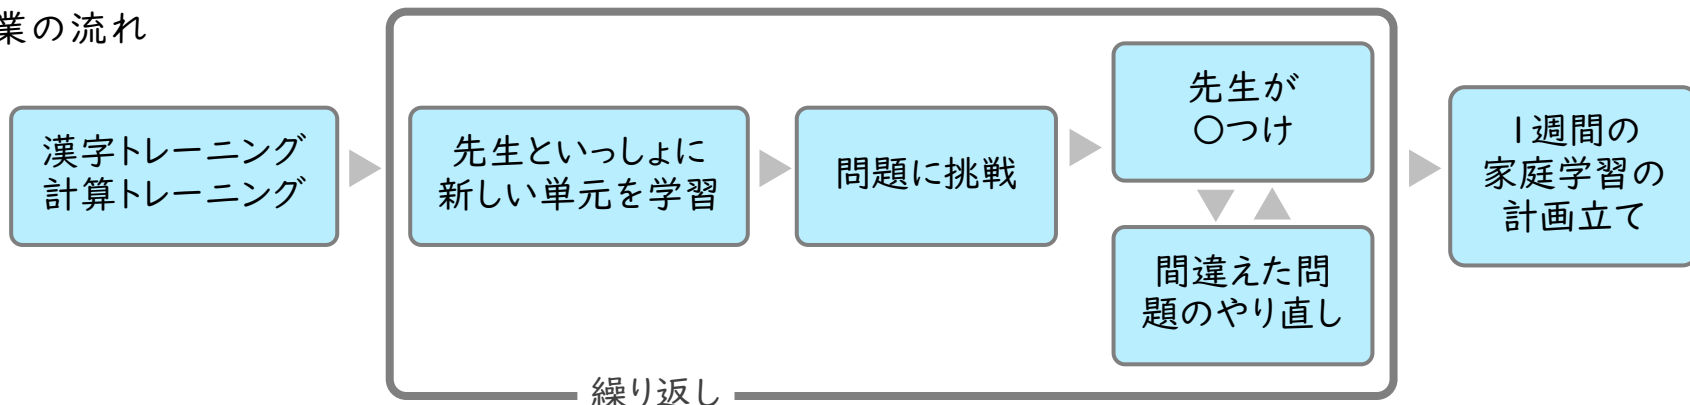 業の流れ
漢字トレーニング
計算トレーニング
先生といっしょに
新しい単元を学習
問題に挑戦
先生が
〇つけ
間違えた問
題のやり直し
1週間の
家庭学習の
計画立て
繰り返し